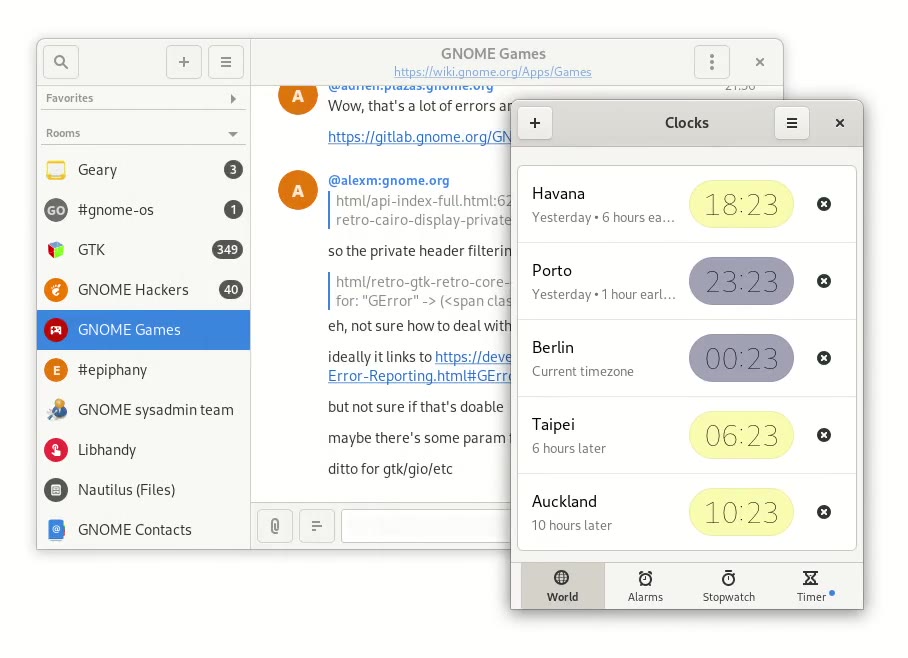 GNOME Games
https://wiki.gnome.org/Apps/Games
Favorites
Rooms
Geary 3
GO #gnome-os 1
GTK 349
GNOME Hackers 40
GNOME Games
E #epiphany
GNOME sysadmin team
Libhandy
Nautilus (Files)
@ GNOME Contacts
A @adrien.plazas:gnome.org 21:56
Wow, that's a lot of errors
https://gitlab.gnome.org/GN
A @alexm:gnome.org
html/api-index-full.html:62
retro-cairo-display-private
so the private header filterin
html/retro-gtk-retro-core-
for: "GError" -> (<span clas
eh, not sure how to deal with
ideally it links to https://deve
Error-Reporting.html#GErro
but not sure if that's doable
maybe there's some param
ditto for gtk/gio/etc
Clocks
Havana 18:23
Yesterday • 6 hours ea…
Porto 23:23
Yesterday • 1 hour earl…
Berlin 00:23
Current timezone
Taipei 06:23
6 hours later
Auckland 10:23
10 hours later
World Alarms Stopwatch Timer